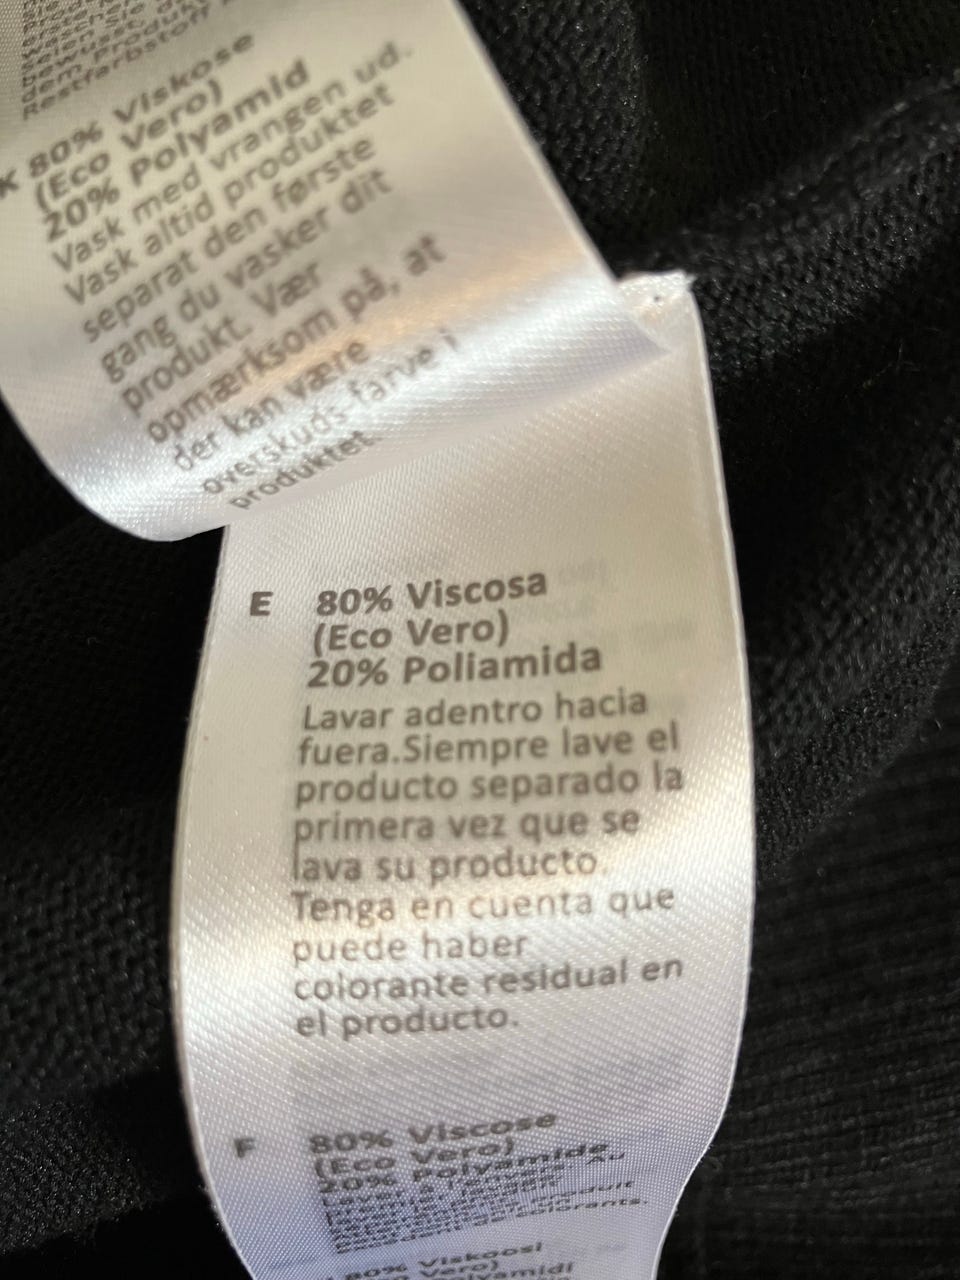 Restfarbstoff
K 80% Viskose
(Eco Vero)
20% Polyamid
Vask med vrangen ud.
Vask altid produktet
separat den første
gang du vasker dit
produkt. Vær
opmærksom på, at
der kan være
overskuds-farve i
produktet.
E 80% Viscosa
(Eco Vero)
20% Poliamida
Lavar adentro hacia
fuera.Siempre lave el
producto separado la
primera vez que se
lava su producto.
Tenga en cuenta que
puede haber
colorante residual en
el producto.
F 80% Viscose
(Eco Vero)
20% Polyamide
80% Viskoosi